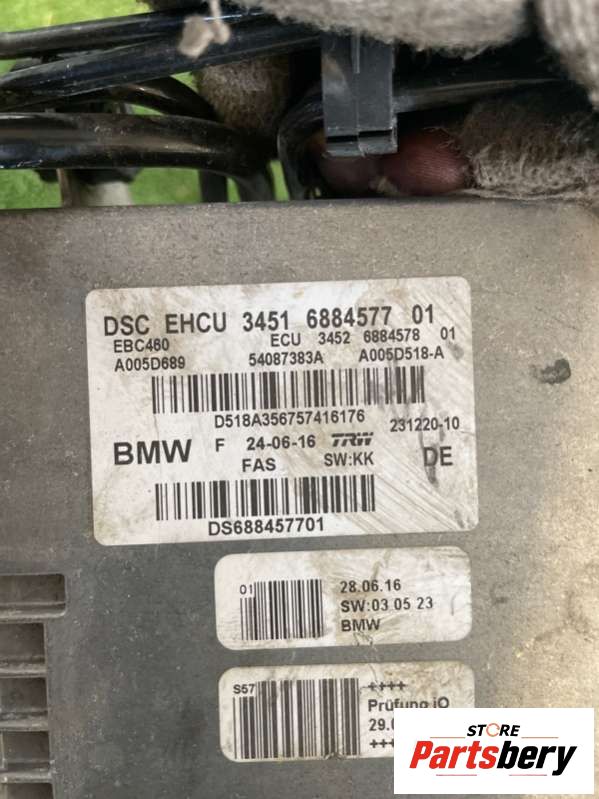 DSC EHCU 34516884577 01
EBC460 ECU 3452 6884578 01
A005D689 54087383A A005D518-A
D518A356757416176
231220-10
BMW F 24-06-16 TRW
FAS SW:KK DE
DS688457701
01 28.06.16
SW:03 05 23
BMW
S57 ++++
Prüfung iO
STORE
Partsbery